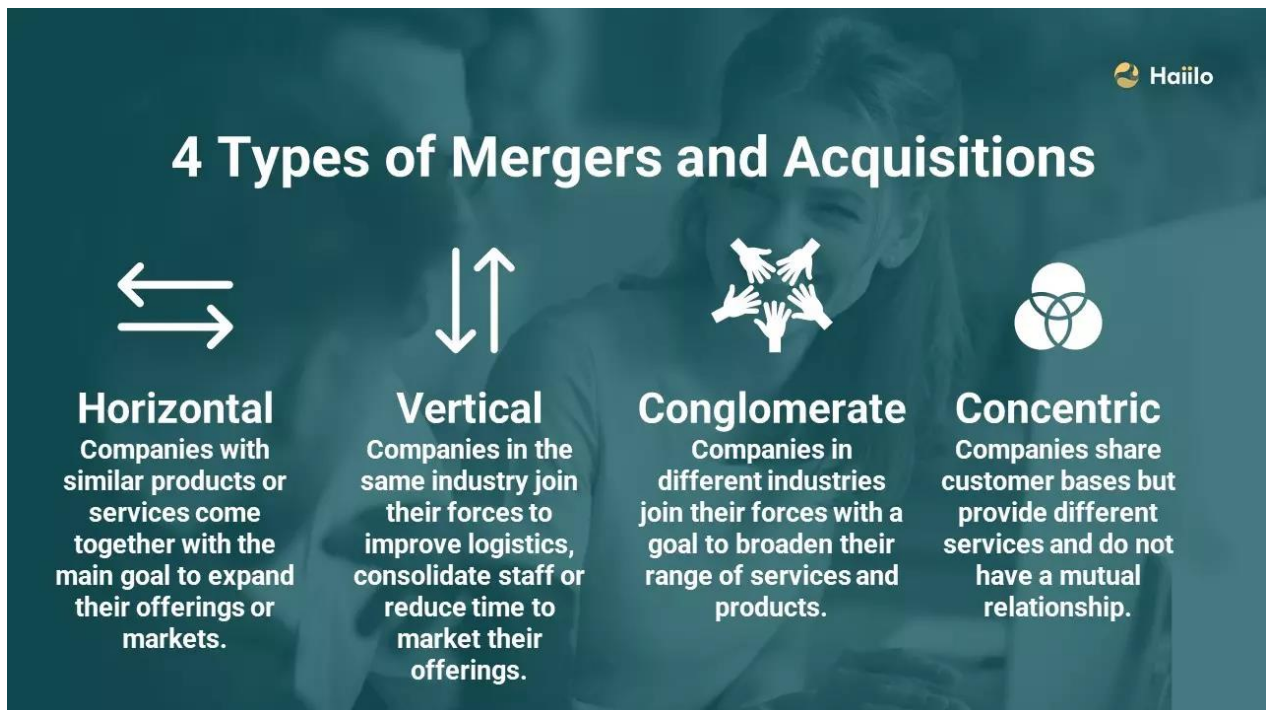 Haiilo
4 Types of Mergers and Acquisitions
Horizontal
Companies with
similar products or
services come
together with the
main goal to expand
their offerings or
markets.
Vertical
Companies in the
same industry join
their forces to
improve logistics,
consolidate staff or
reduce time to
market their
offerings.
Conglomerate
Companies in
different industries
join their forces with a
goal to broaden their
range of services and
products.
Concentric
Companies share
customer bases but
provide different
services and do not
have a mutual
relationship.